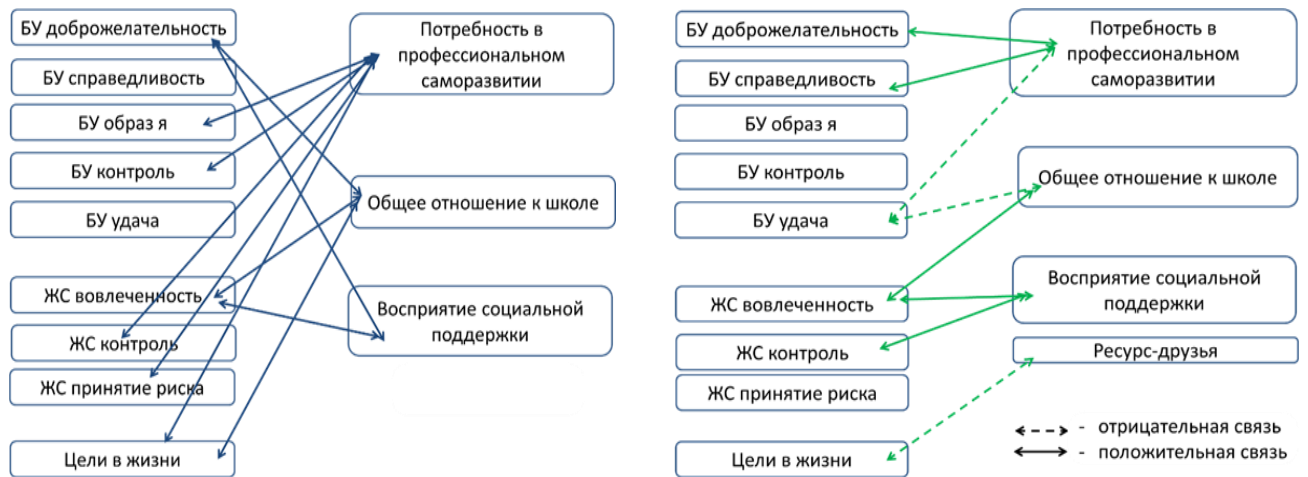 БУ доброжелательность
БУ справедливость
БУ образ я
БУ контроль
БУ удача
ЖС вовлеченность
ЖС контроль
ЖС принятие риска
Цели в жизни
Потребность в
профессиональном
саморазвитии
Общее отношение к школе
Восприятие социальной
поддержки
БУ доброжелательность
БУ справедливость
БУ образ я
БУ контроль
БУ удача
ЖС вовлеченность
ЖС контроль
ЖС принятие риска
Цели в жизни
Потребность в
профессиональном
саморазвитии
Общее отношение к школе
Восприятие социальной
поддержки
Ресурс-друзья
- отрицательная связь
- положительная связь